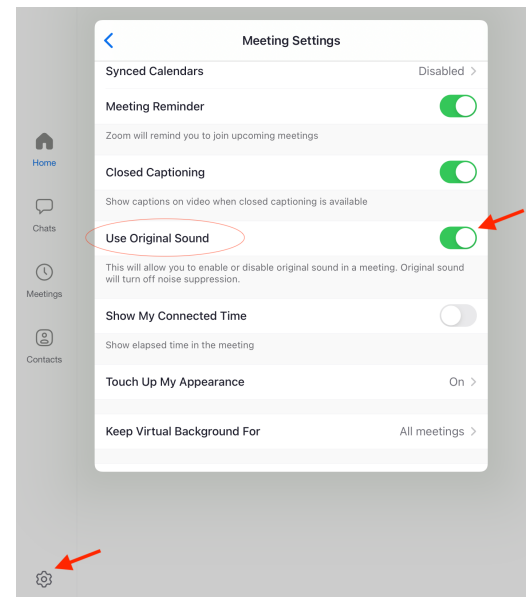 Meeting Settings
Synced Calendars Disabled
Meeting Reminder
Zoom will remind you to join upcoming meetings
Home
Closed Captioning
Show captions on video when closed captioning is available
Chats
Use Original Sound
This will allow you to enable or disable original sound in a meeting. Original sound
will turn off noise suppression.
Meetings
Show My Connected Time
Show elapsed time in the meeting
Contacts
Touch Up My Appearance On
Keep Virtual Background For All meetings